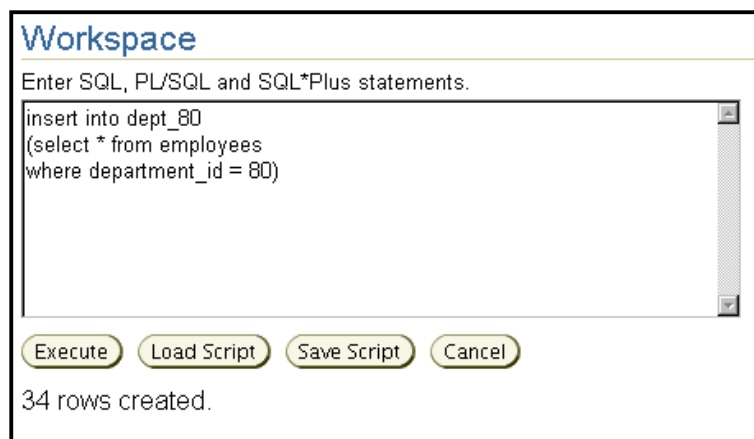 Workspace
Enter SQL, PL/SQL and SQL*Plus statements.
insert into dept_80
(select * from employees
where department_id = 80)
Execute Load Script Save Script Cancel
34 rows created.